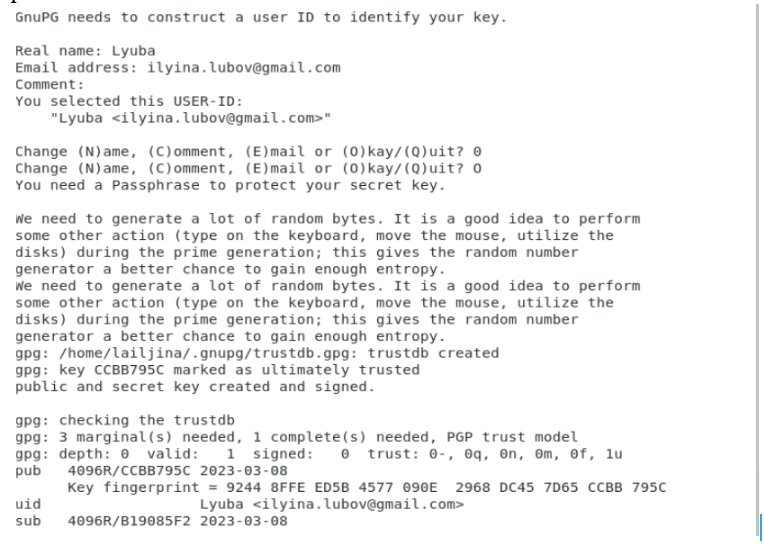 GnuPG needs to construct a user ID to identify your key.
Real name: Lyuba
Email address: ilyina.lubov@gmail.com
Comment:
You selected this USER-ID:
"Lyuba <ilyina.lubov@gmail.com>"
Change (N)ame, (C)omment, (E)mail or (O)kay/(Q)uit? 0
Change (N)ame, (C)omment, (E)mail or (O)kay/(Q)uit? O
You need a Passphrase to protect your secret key.
We need to generate a lot of random bytes. It is a good idea to perform
some other action (type on the keyboard, move the mouse, utilize the
disks) during the prime generation; this gives the random number
generator a better chance to gain enough entropy.
We need to generate a lot of random bytes. It is a good idea to perform
some other action (type on the keyboard, move the mouse, utilize the
disks) during the prime generation; this gives the random number
generator a better chance to gain enough entropy.
gpg: /home/lailjina/.gnupg/trustdb.gpg: trustdb created
gpg: key CCBB795C marked as ultimately trusted
public and secret key created and signed.
gpg: checking the trustdb
gpg: 3 marginal(s) needed, 1 complete(s) needed, PGP trust model
gpg: depth: 0  valid:   1  signed:   0  trust: 0-, 0q, 0n, 0m, 0f, 1u
pub   4096R/CCBB795C 2023-03-08
Key fingerprint = 9244 8FFE ED5B 4577 090E  2968 DC45 7D65 CCBB 795C
uid                  Lyuba <ilyina.lubov@gmail.com>
sub   4096R/B19085F2 2023-03-08